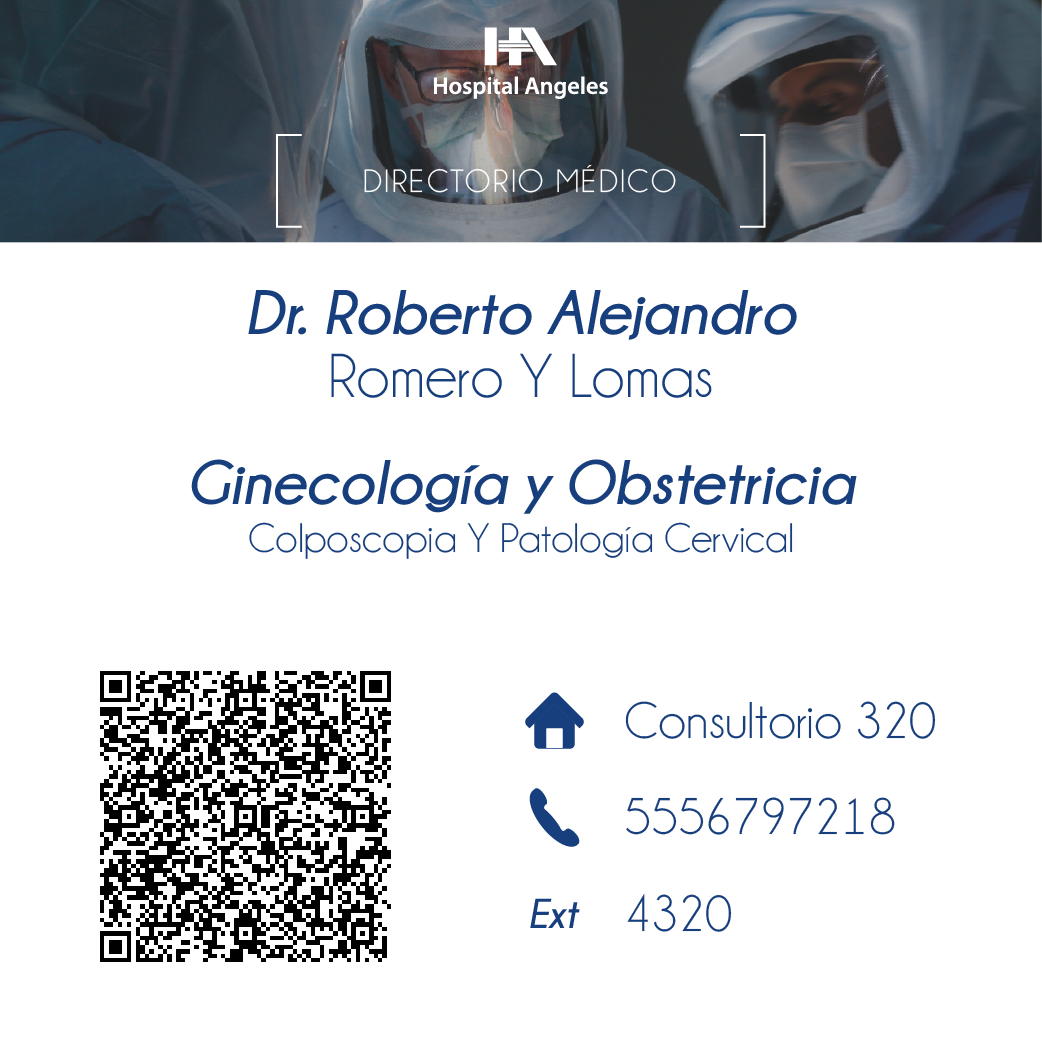 HA
Hospital Angeles
DIRECTORIO MÉDICO
Dr. Roberto Alejandro
Romero Y Lomas
Ginecología y Obstetricia
Colposcopia Y Patología Cervical
Consultorio 320
5556797218
Ext 4320